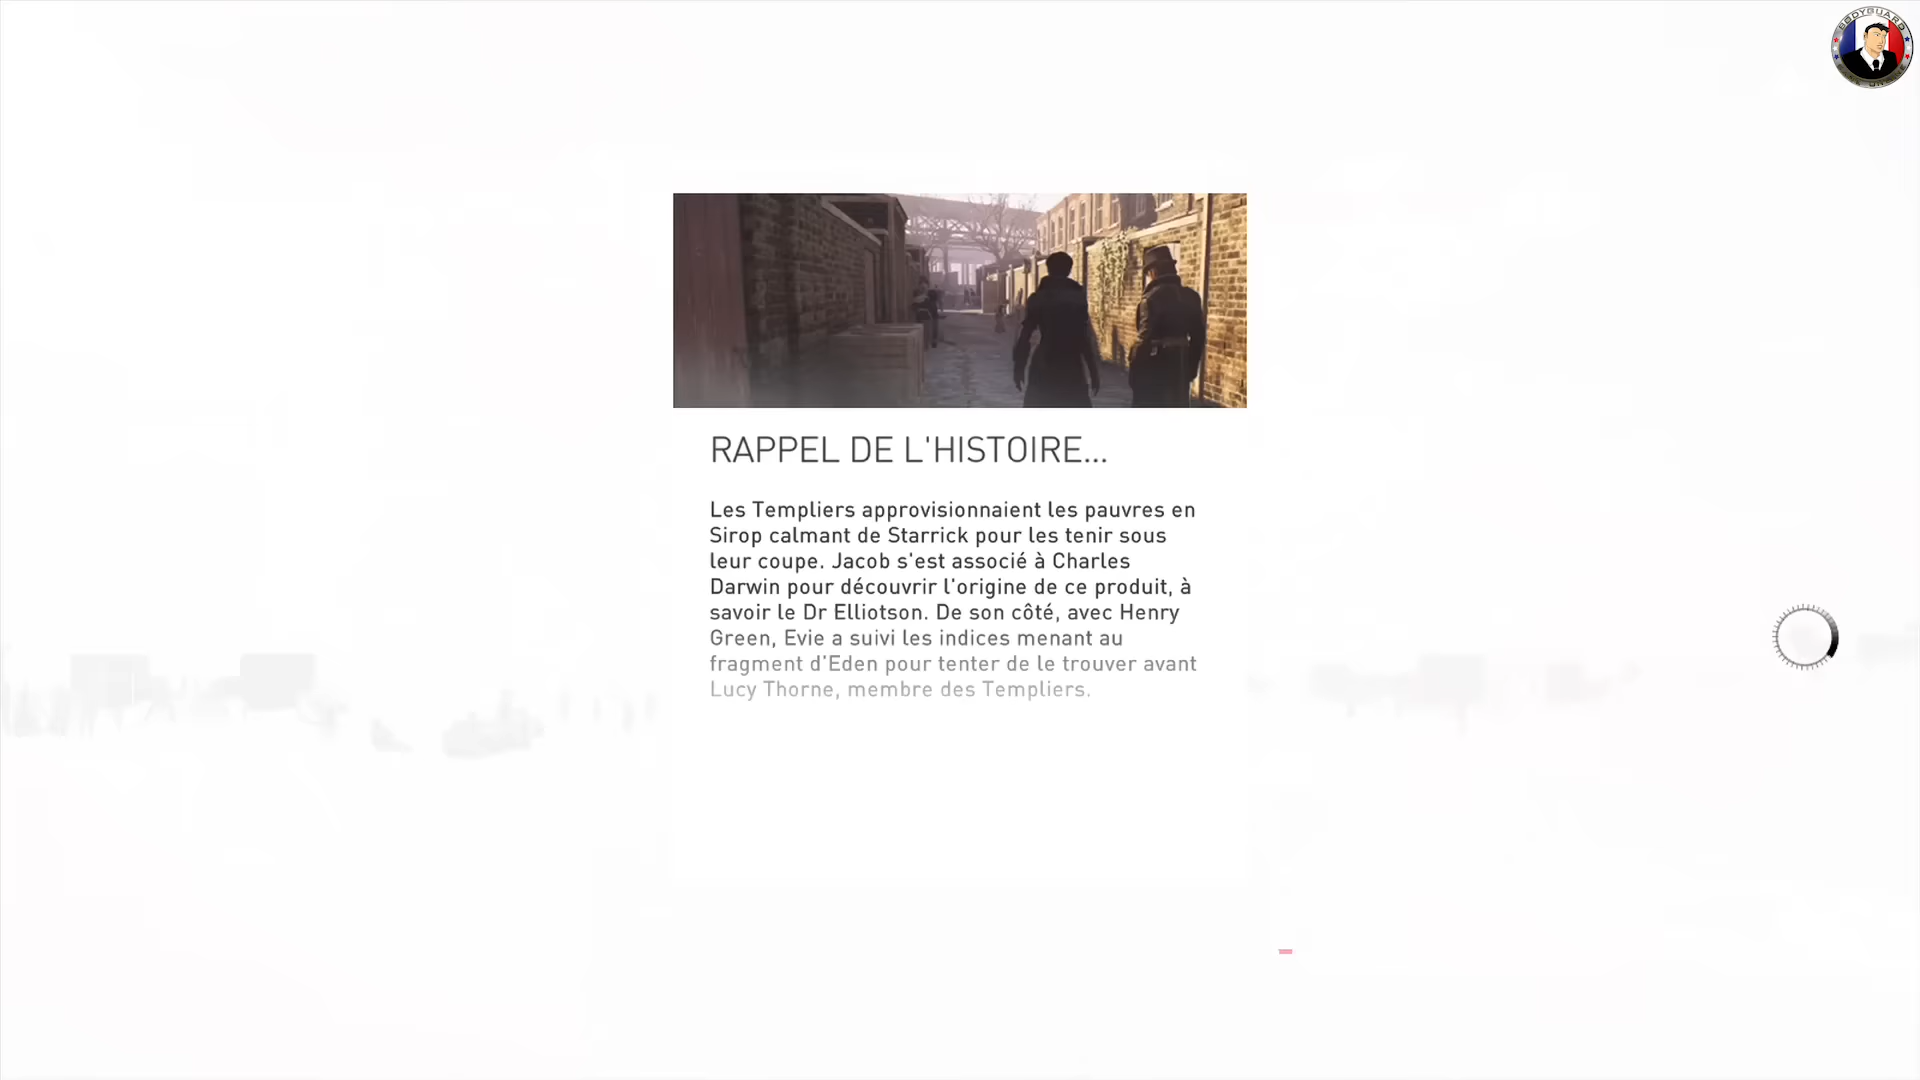 BODYGUARD
RAPPEL DE L'HISTOIRE...
Les Templiers approvisionnaient les pauvres en
Sirop calmant de Starrick pour les tenir sous
leur coupe. Jacob s'est associé à Charles
Darwin pour découvrir l'origine de ce produit, à
savoir le Dr Elliotson. De son côté, avec Henry
Green, Evie a suivi les indices menant au
fragment d'Eden pour tenter de le trouver avant
Lucy Thorne, membre des Templiers.